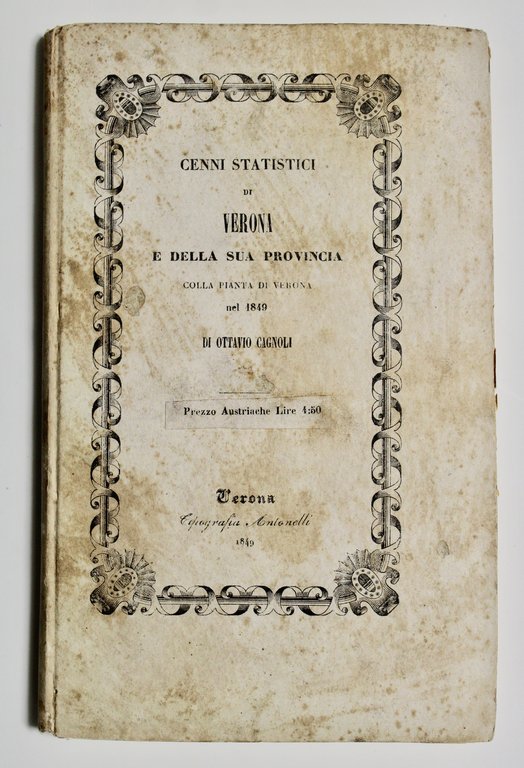 CENNI STATISTICI
DI
VERONA
E DELLA SUA PROVINCIA
COLLA PIANTA DI VERONA
nel 1849
DI OTTAVIO CAGNOLI
Prezzo Austriache Lire 4:50
Verona
Tipografia Antonelli
1849